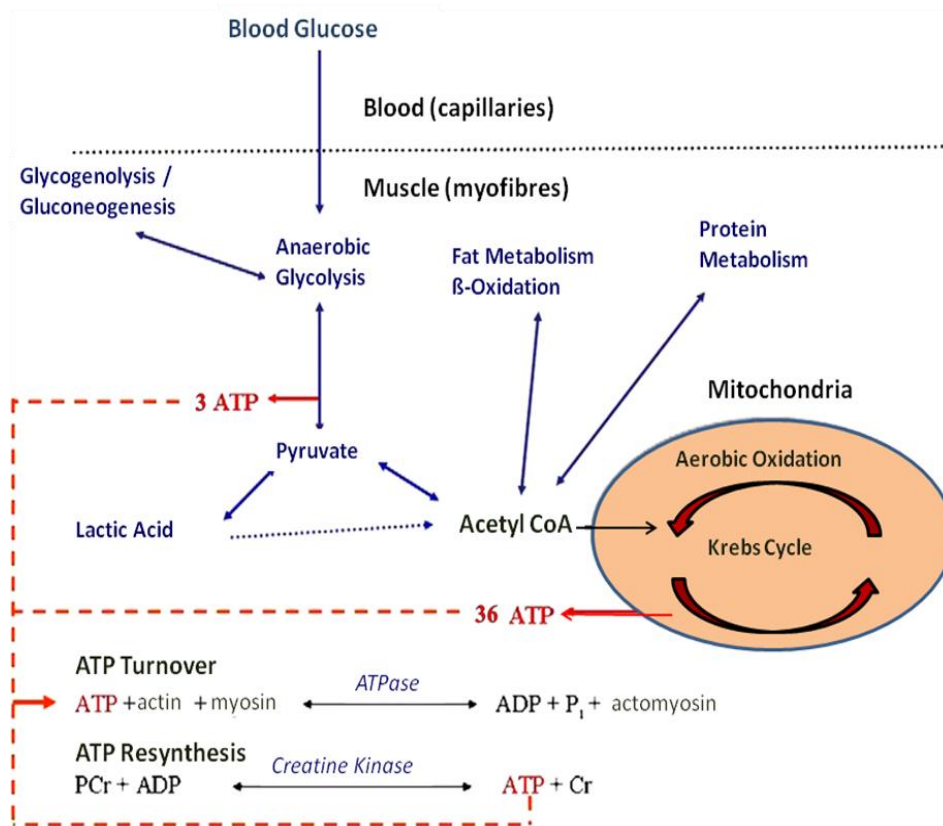 Blood Glucose
Blood (capillaries)
Glycogenolysis /
Gluconeogenesis
Muscle (myofibres)
Anaerobic
Glycolysis
Fat Metabolism
ß-Oxidation
Protein
Metabolism
3 ATP
Mitochondria
Pyruvate
Aerobic Oxidation
Lactic Acid
Acetyl CoA
Krebs Cycle
36 ATP
ATP Turnover
ATP +actin +myosin ATPase ADP + P₁ + actomyosin
ATP Resynthesis
PCr + ADP Creatine Kinase ATP + Cr